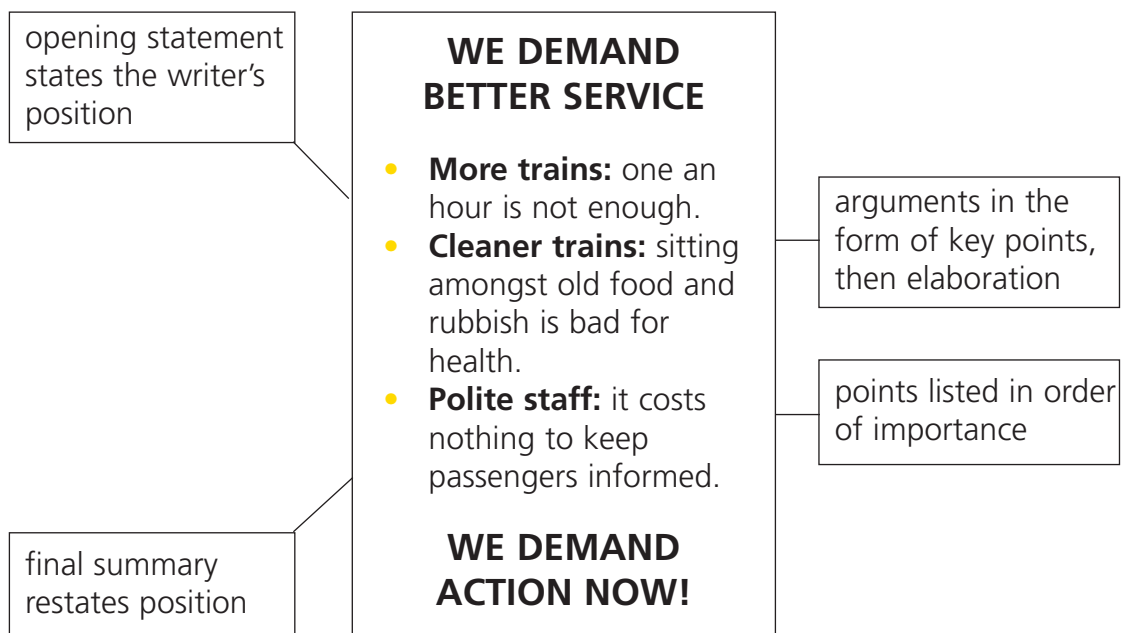 opening statement
states the writer’s
position
WE DEMAND
BETTER SERVICE
• More trains: one an
hour is not enough.
• Cleaner trains: sitting
amongst old food and
rubbish is bad for
health.
• Polite staff: it costs
nothing to keep
passengers informed.
WE DEMAND
ACTION NOW!
arguments in the
form of key points,
then elaboration
points listed in order
of importance
final summary
restates position